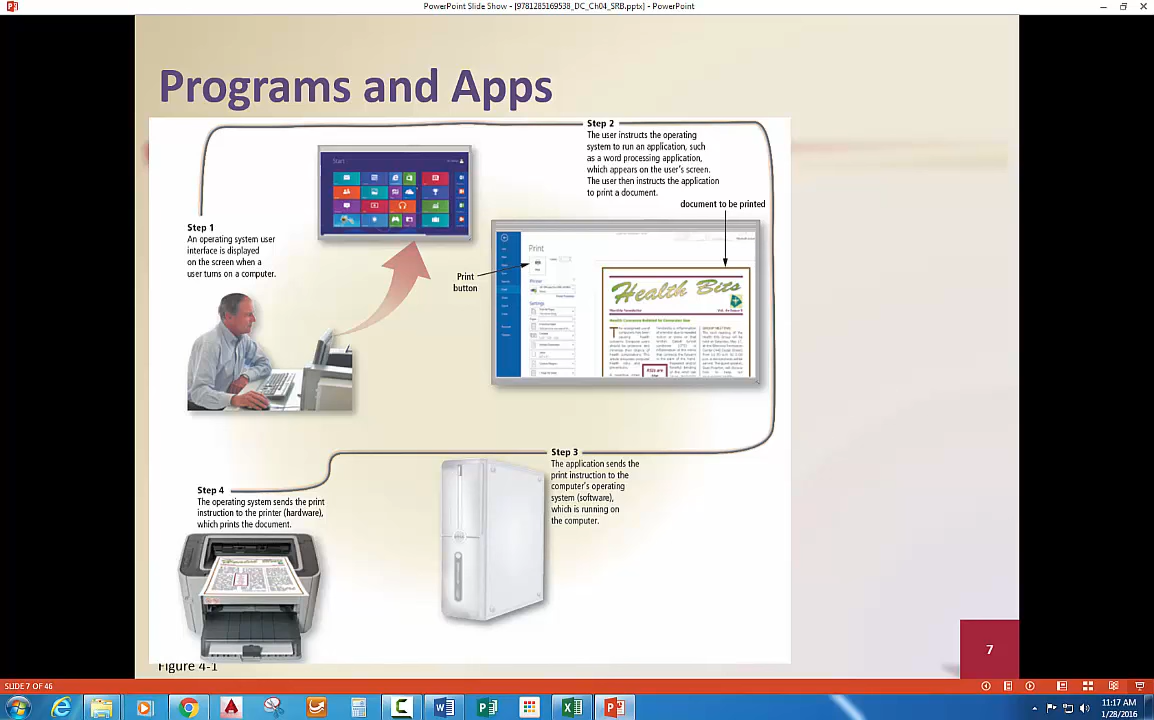 PowerPoint Slide Show - [9781285169538_DC_Ch04_SRB.pptx] - PowerPoint
Programs and Apps
Step 1
An operating system user
interface is displayed
on the screen when a
user turns on a computer.
Start
Step 2
The user instructs the operating
system to run an application, such
as a word processing application,
which appears on the user's screen.
The user then instructs the application
to print a document.
document to be printed
Print
button
Print
Printer
Settings
Health Bits
Monthly Newsletter
Step 3
The application sends the
print instruction to the
computer's operating
system (software),
which is running on
the computer.
Step 4
The operating system sends the print
instruction to the printer (hardware),
which prints the document.
Figure 4-1
7
SLIDE 7 OF 46
11:17 AM
1/28/2016